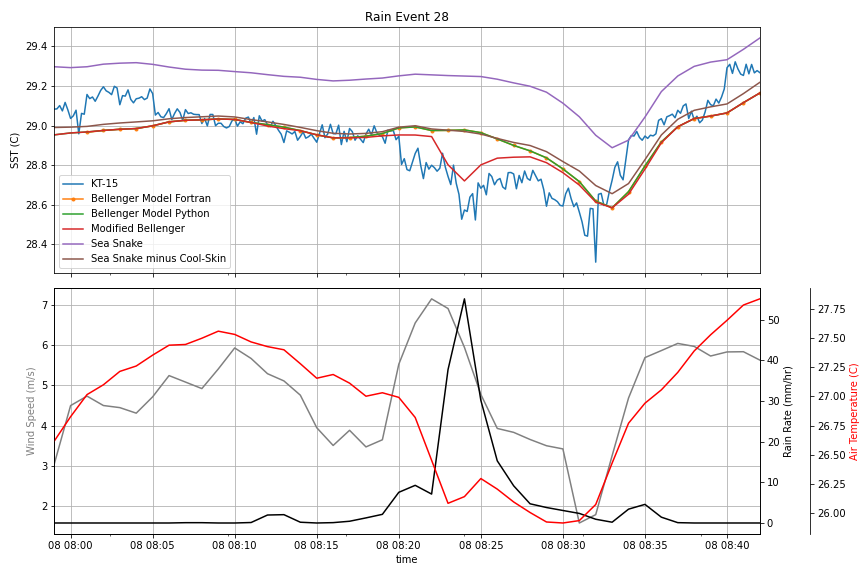 Rain Event 28
SST (C)
29.4
29.2
29.0
28.8
28.6
28.4
KT-15
Bellenger Model Fortran
Bellenger Model Python
Modified Bellenger
Sea Snake
Sea Snake minus Cool-Skin
Wind Speed (m/s)
7
6
5
4
3
2
50
40
30
20
10
0
Rain Rate (mm/hr)
27.75
27.50
27.25
27.00
26.75
26.50
26.25
26.00
Air Temperature (C)
08 08:00 08 08:05 08 08:10 08 08:15 08 08:20 08 08:25 08 08:30 08 08:35 08 08:40
time